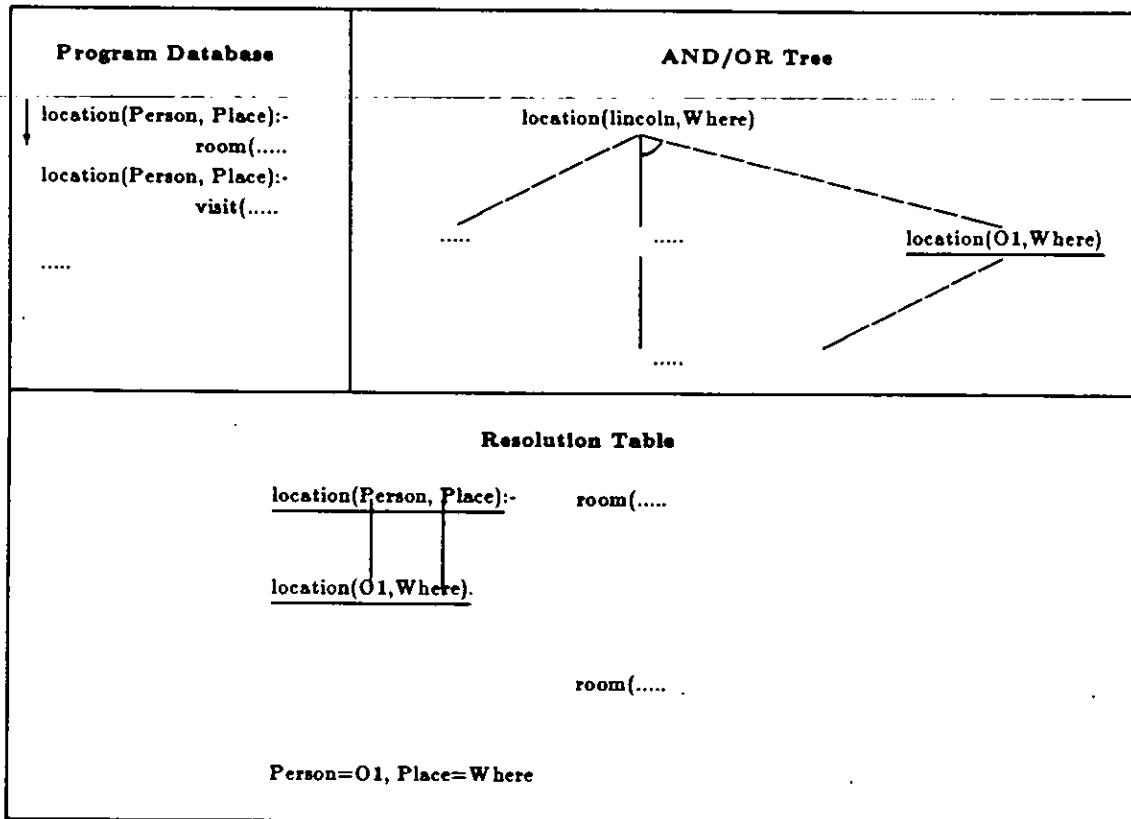 Program Database
location(Person, Place):-
room(.....
location(Person, Place):-
visit(.....
.....
AND/OR Tree
location(lincoln,Where)
..... .....
location(O1,Where)
.....
Resolution Table
location(Person, Place):- room(.....
location(O1,Where).
room(.....
Person=O1, Place=Where